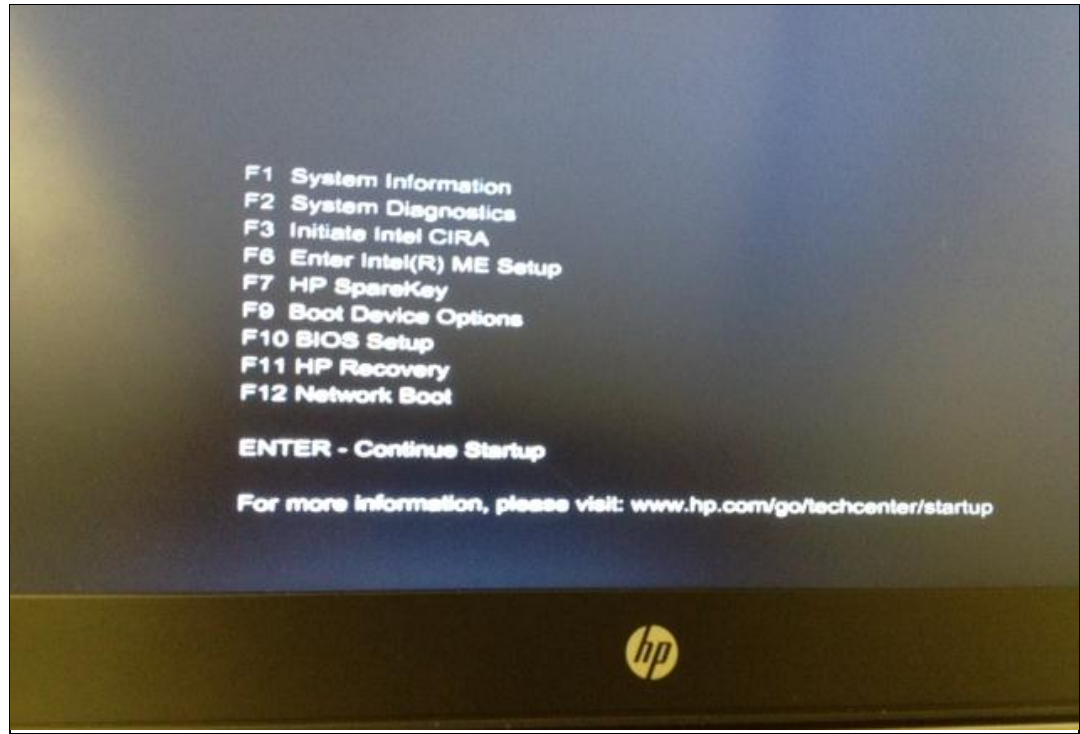 F1 System Information
F2 System Diagnostics
F3 Initiate Intel CIRA
F6 Enter Intel(R) ME Setup
F7 HP SpareKey
F9 Boot Device Options
F10 BIOS Setup
F11 HP Recovery
F12 Network Boot
ENTER - Continue Startup
For more information, please visit: www.hp.com/go/techcenter/startup
hp